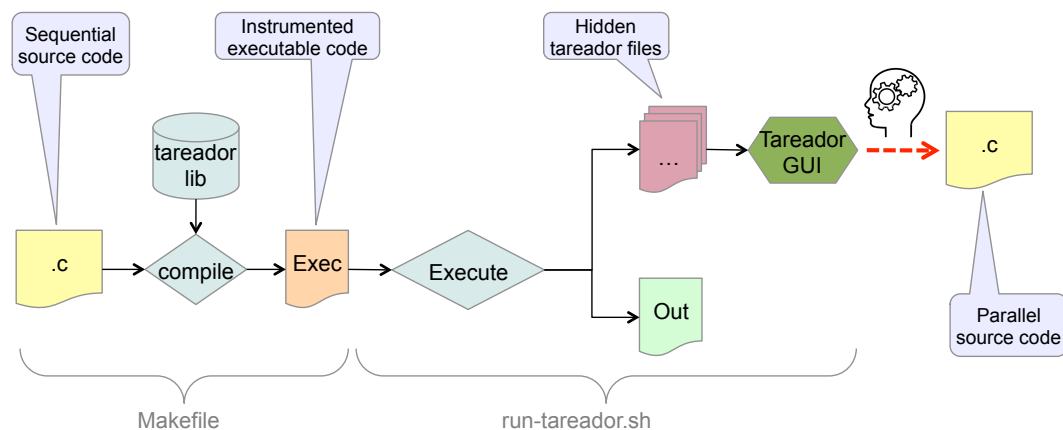 Sequential
source code
Instrumented
executable code
Hidden
tareador files
tareador
lib
...
Tareador
GUI
.c
.c
compile
Exec
Execute
Out
Parallel
source code
Makefile
run-tareador.sh